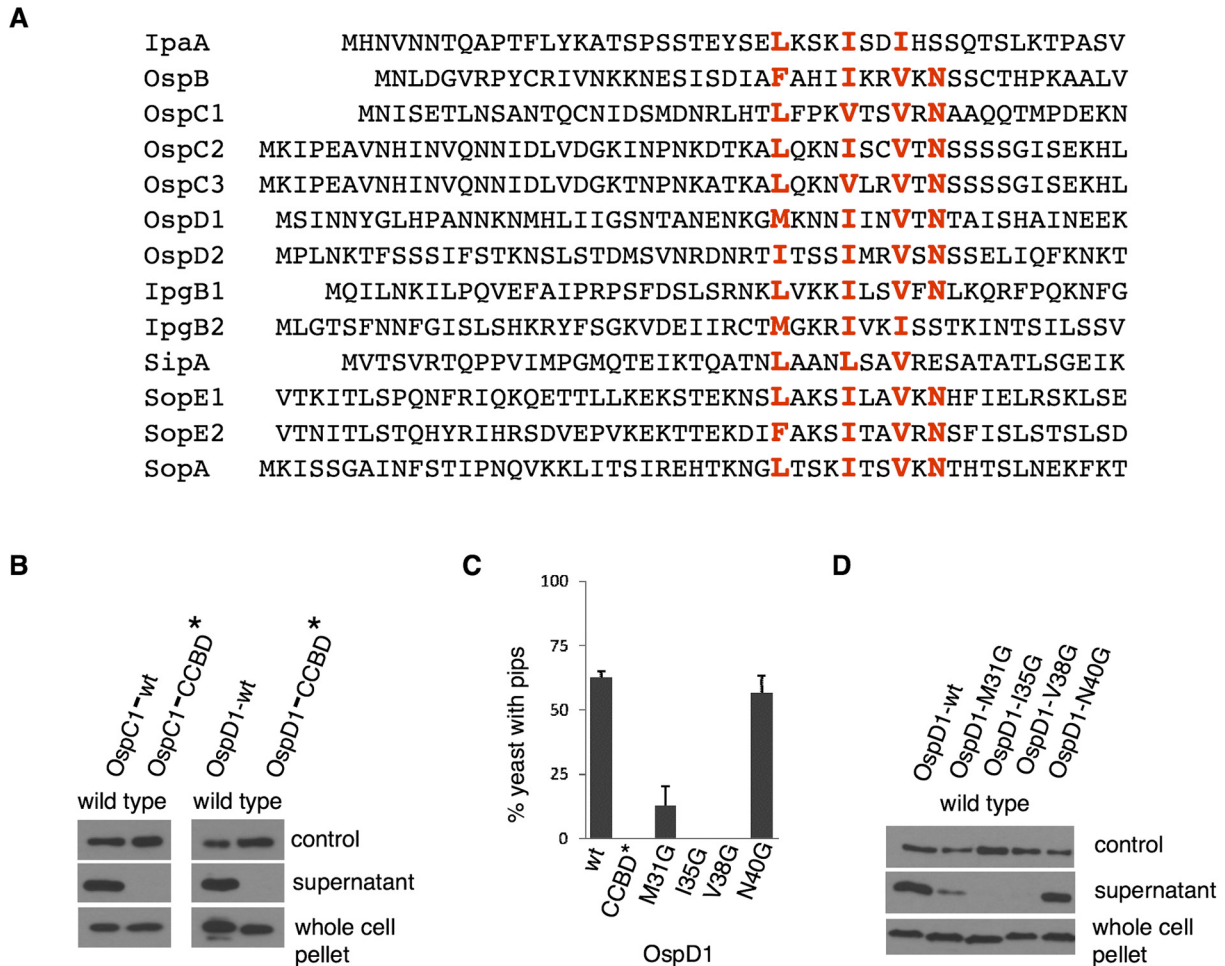 A
IpaA MHNVNNTQAPTFLYKATSPSSTEYSELKSKISDIHSSQTSLKTPASV
OspB MNLDGVRPYCRIVNKKNESISDIAFAHIIKRVKNSSCTHPKAALV
OspC1 MNISETLNSANTQCNIDSMDNRLHTLFPKVTSVRNAAQQTMPDEKN
OspC2 MKIPEAVNHINVQNNIDLVDGKINPNKDTKALQKNISCVTNSSSSGISEKHL
OspC3 MKIPEAVNHINVQNNIDLVDGKTNPNKATKALQKNVLRVTNSSSSGISEKHL
OspD1 MSINNYGLHPANNKNMHLIIGSNTANENKGMKNNIINVTNTAISHAINEEK
OspD2 MPLNKTFSSSIFSTKNSLSTDMSVNRDNRTITSSIMRVSNSSELIQFKNKT
IpgB1 MQILNKILPQVEFAIPRPSFDSLSRNKLVKKILSVFNLKQRFPQKNFG
IpgB2 MLGTSFNNFGISLSHKRYFSGKVDEIIRCTMGKRIVKISSTKINTSILSSV
SipA MVTSVRTQPPVIMPGMQTEIKTQATNLAANLSAVRESATATLSGEIK
SopE1 VTKITLSPQNFRIQKQETTLLKEKSTEKNSLAKSILAVKNHFIELRSKLSE
SopE2 VTNITLSTQHYRIHRSDVEPVKEKTTEKDIFAKSITAVRNSFISLSTSLSD
SopA MKISSGAINFSTIPNQVKKLITSIREHTKNGLTSKITSVKNTHTSLNEKFKT
B
OspC1-wt
OspC1-CCBD*
OspD1-wt
OspD1-CCBD*
wild type
wild type
control
supernatant
whole cell
pellet
C
% yeast with pips
100
75
50
25
0
wt
CCBD*
M31G
I35G
V38G
N40G
OspD1
D
OspD1-wt
OspD1-M31G
OspD1-I35G
OspD1-V38G
OspD1-N40G
wild type
control
supernatant
whole cell
pellet